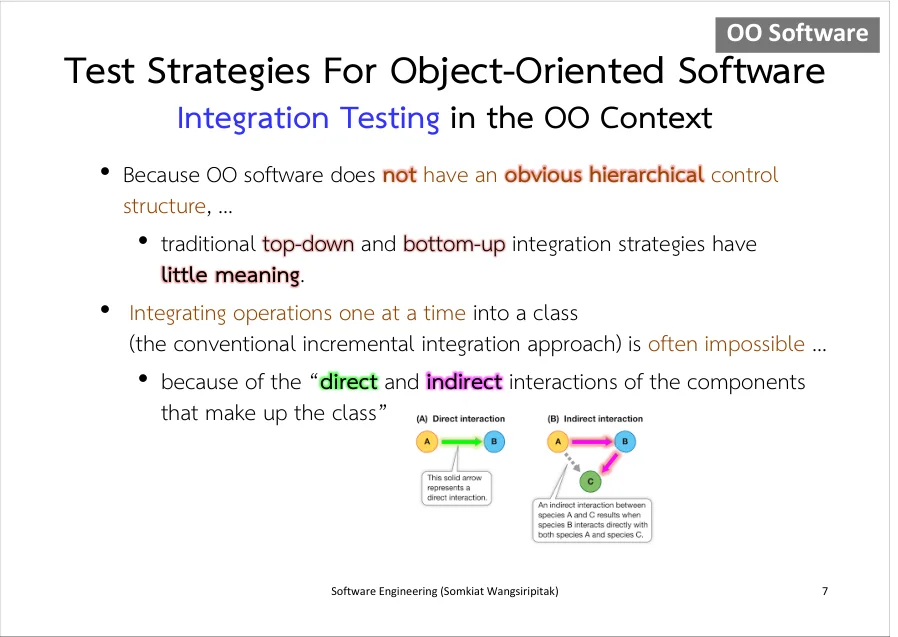 OO Software
Test Strategies For Object-Oriented Software
Integration Testing in the OO Context
• Because OO software does not have an obvious hierarchical control
structure, ...
• traditional top-down and bottom-up integration strategies have
little meaning.
• Integrating operations one at a time into a class
(the conventional incremental integration approach) is often impossible ...
• because of the “direct and indirect interactions of the components
that make up the class”
(A) Direct interaction
A
B
This solid arrow
represents a
direct interaction.
(B) Indirect interaction
A
B
C
An indirect interaction between
species A and C results when
species B interacts directly with
both species A and species C.
Software Engineering (Somkiat Wangsiripitak)
7